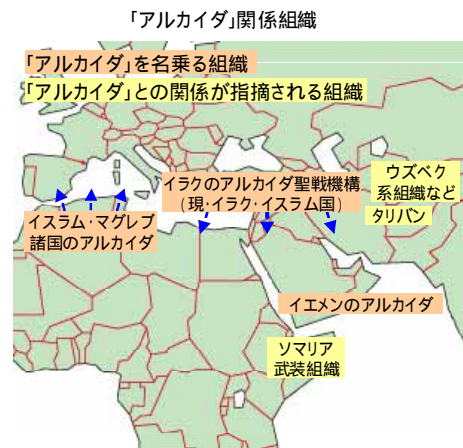 「アルカイダ」関係組織
「アルカイダ」を名乗る組織
「アルカイダ」との関係が指摘される組織
イラクのアルカイダ聖戦機構
(現・イラク・イスラム国)
ウズベク
系組織など
タリバン
イスラム・マグレブ
諸国のアルカイダ
イエメンのアルカイダ
ソマリア
武装組織